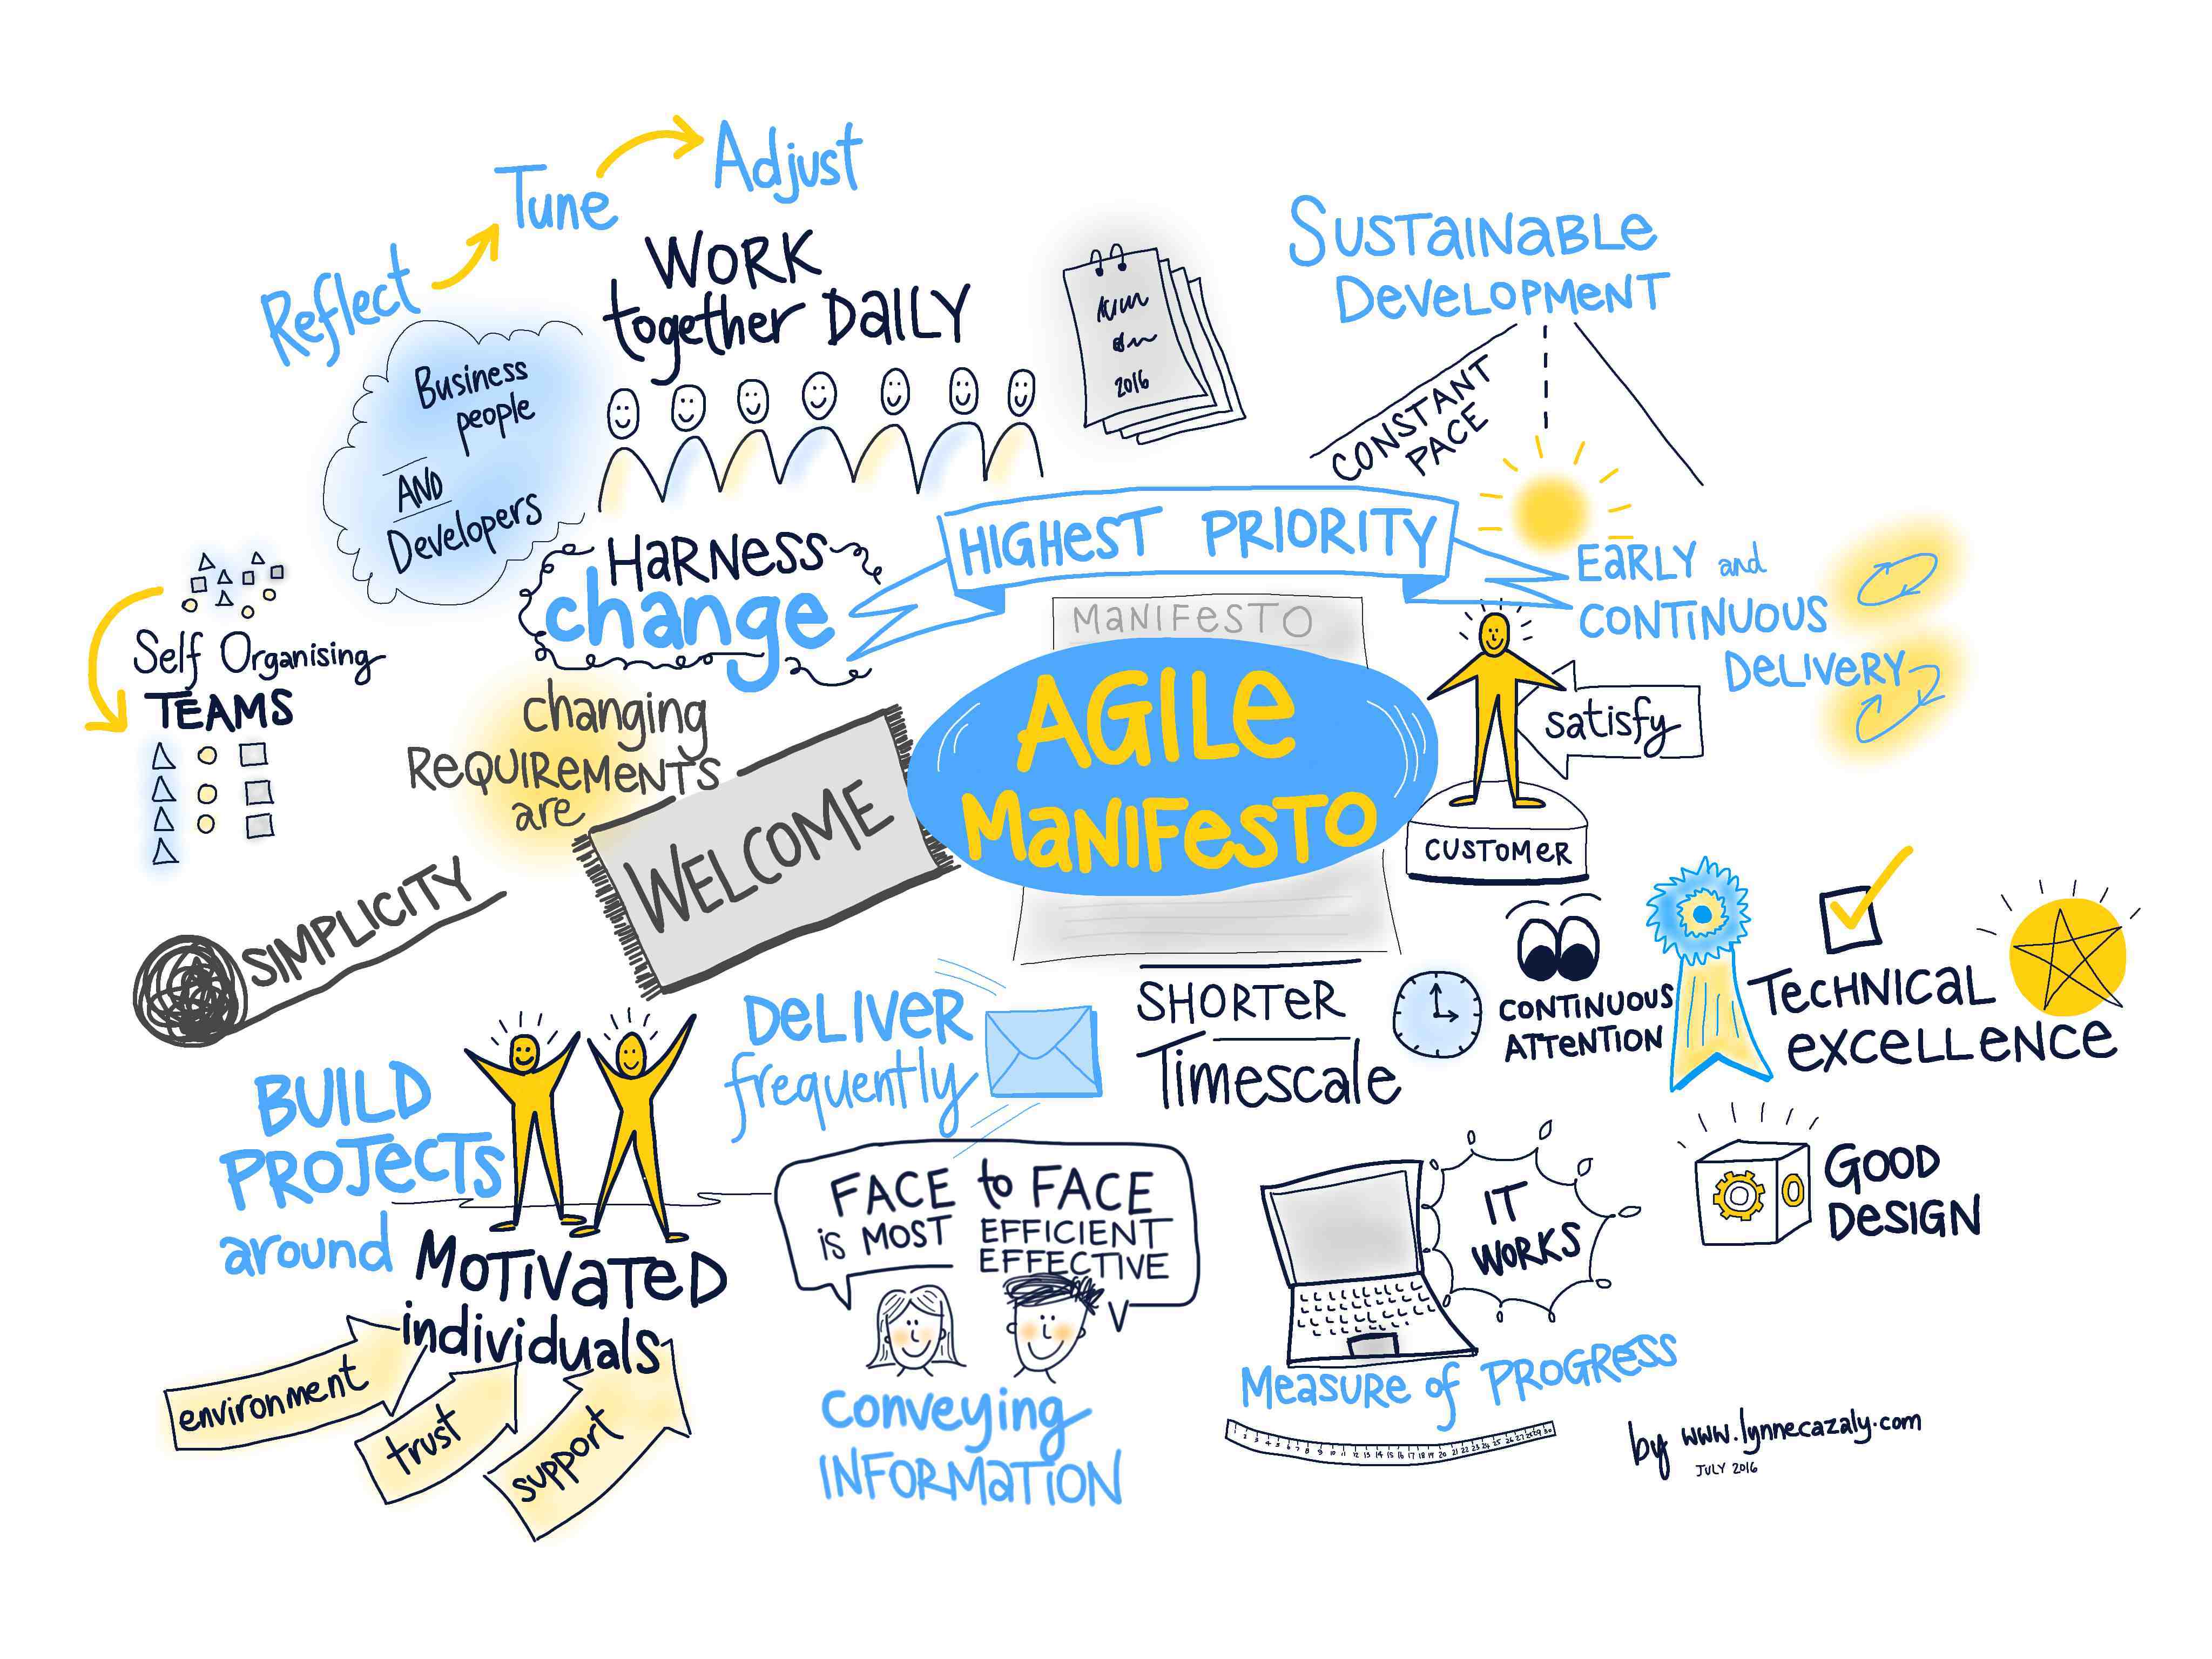 Reflect
Tune
Adjust
WORK
together DAILY
Business
people
AND
Developers
2016
SUSTAINABLE
DEVELOPMENT
CONSTANT
PACE
HIGHEST PRIORITY
EARLY and
CONTINUOUS
DELIVERY
HARNESS
change
MANIFESTO
AGILE
MANIFESTO
satisfy
CUSTOMER
Self Organising
TEAMS
changing
REQUIREMENTS
are
WELCOME
SIMPLICITY
DELIVER
frequently
SHORTER
Timescale
CONTINUOUS
ATTENTION
TECHNICAL
EXCELLENCE
BUILD
PROJECTS
around
MOTIVATED
individuals
environment
trust
support
FACE to FACE
is MOST EFFICIENT
EFFECTIVE
Conveying
INFORMATION
IT
WORKS
GOOD
DESIGN
MEASURE of PROGRESS
by www.lynnecazaly.com
JULY 2016